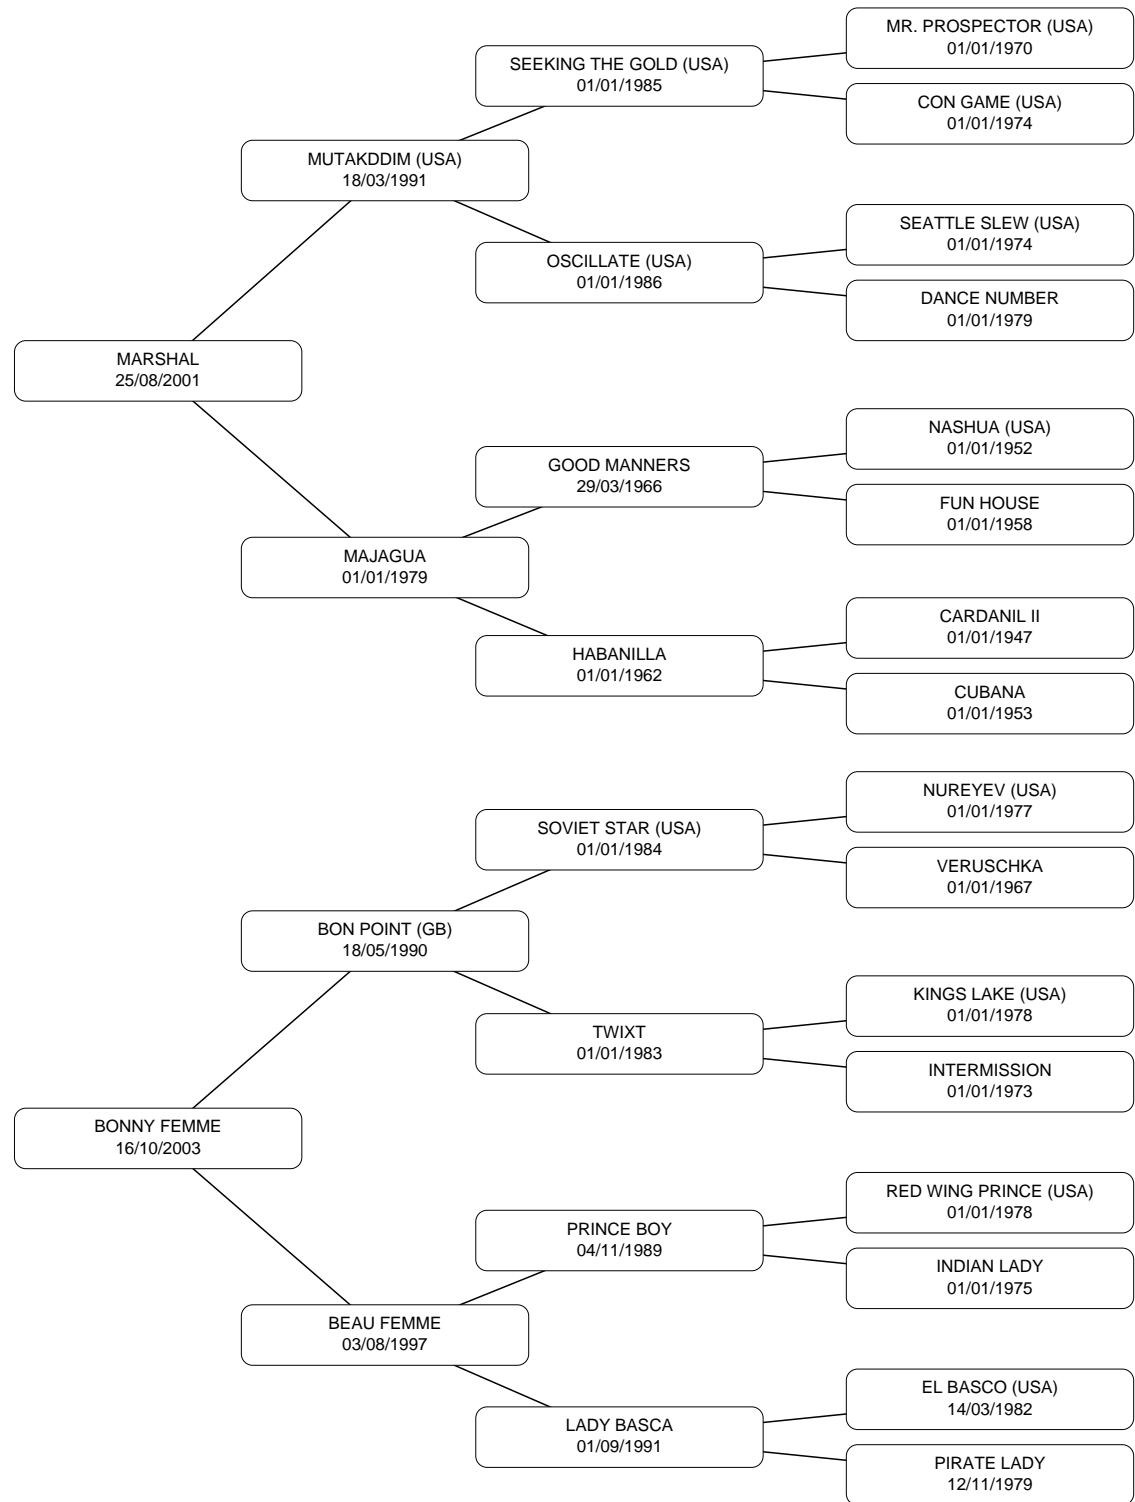 MR. PROSPECTOR (USA)
01/01/1970
SEEKING THE GOLD (USA)
01/01/1985
CON GAME (USA)
01/01/1974
MUTAKDDIM (USA)
18/03/1991
SEATTLE SLEW (USA)
01/01/1974
OSCILLATE (USA)
01/01/1986
DANCE NUMBER
01/01/1979
MARSHAL
25/08/2001
NASHUA (USA)
01/01/1952
GOOD MANNERS
29/03/1966
FUN HOUSE
01/01/1958
MAJAGUA
01/01/1979
CARDANIL II
01/01/1947
HABANILLA
01/01/1962
CUBANA
01/01/1953
NUREYEV (USA)
01/01/1977
SOVIET STAR (USA)
01/01/1984
VERUSCHKA
01/01/1967
BON POINT (GB)
18/05/1990
KINGS LAKE (USA)
01/01/1978
TWIXT
01/01/1983
INTERMISSION
01/01/1973
BONNY FEMME
16/10/2003
RED WING PRINCE (USA)
01/01/1978
PRINCE BOY
04/11/1989
INDIAN LADY
01/01/1975
BEAU FEMME
03/08/1997
EL BASCO (USA)
14/03/1982
LADY BASCA
01/09/1991
PIRATE LADY
12/11/1979